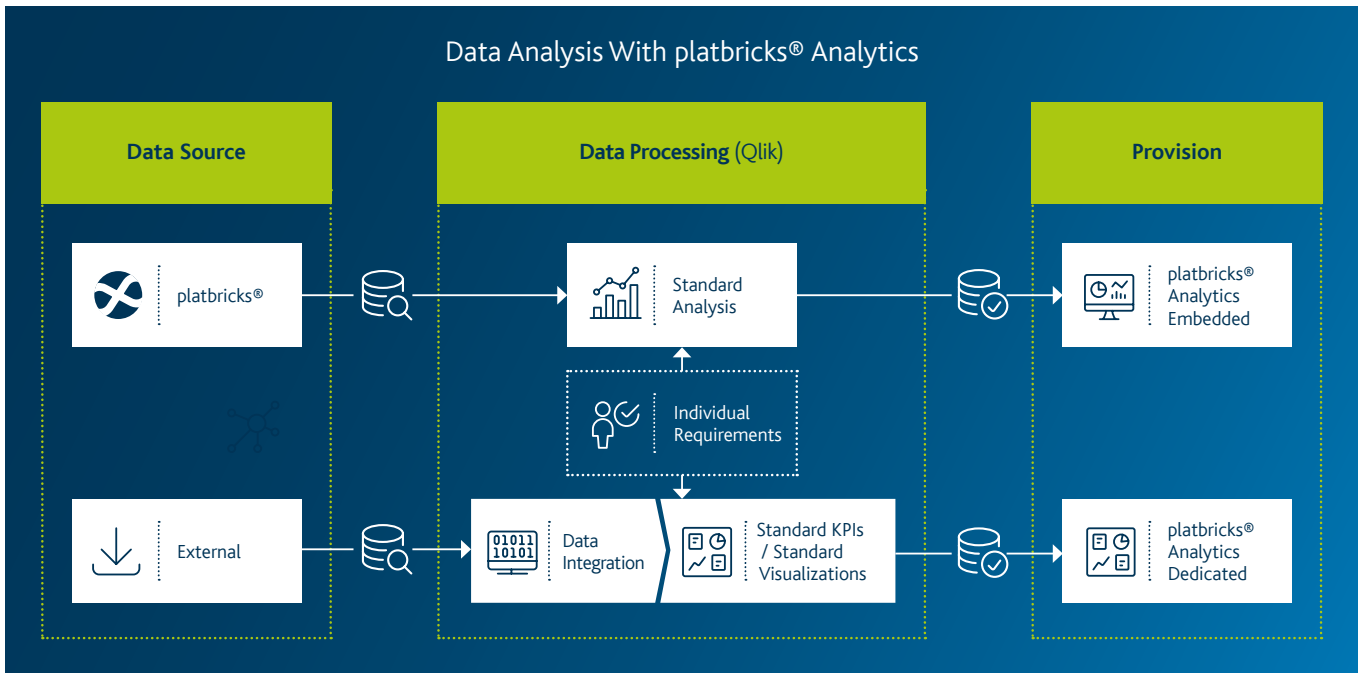 Data Analysis With platbricks® Analytics
Data Source
Data Processing (Qlik)
Provision
platbricks®
Standard
Analysis
platbricks®
Analytics
Embedded
Individual
Requirements
External
01011
10101
Data
Integration
Standard KPIs
/ Standard
Visualizations
platbricks®
Analytics
Dedicated